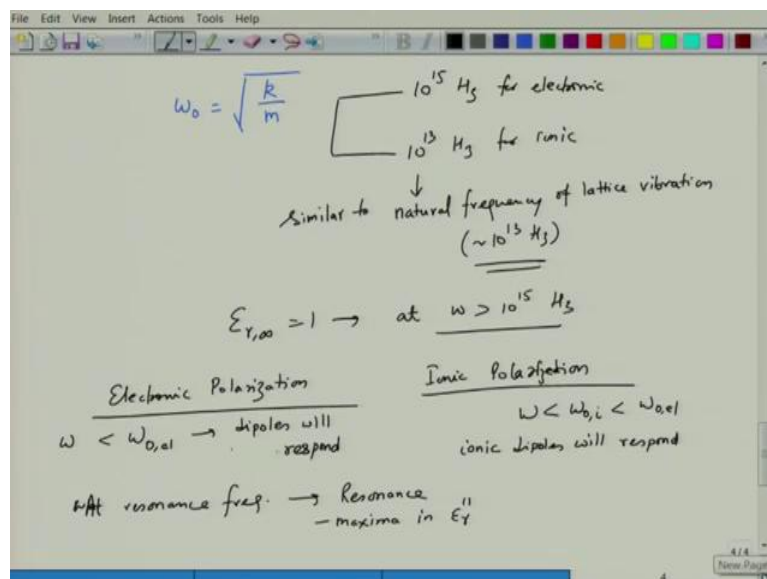 File Edit View Insert Actions Tools Help
B I
ω₀ = √(k/m)
10¹⁵ Hz for electronic
10¹³ Hz for ionic
↓
Similar to natural frequency of lattice vibration
(~10¹³ Hz)
εr,∞ = 1 → at ω > 10¹⁵ Hz
Electronic Polarization
ω < ω₀,el → dipoles will
respond
Ionic Polarization
ω < ω₀,i < ω₀,el
ionic dipoles will respond
At resonance freq. → Resonance
- maxima in εr″
4/4
New Page